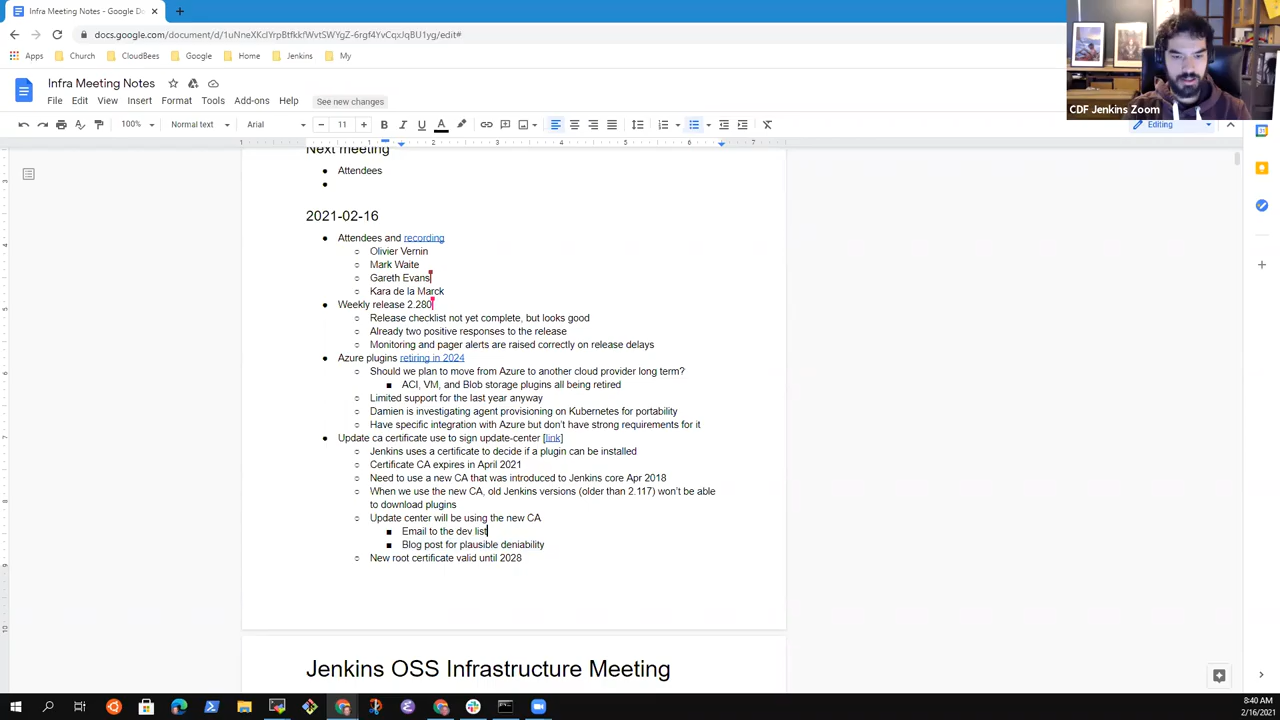 Infra Meeting Notes - Google Do
docs.google.com/document/d/1uNneXKclYrpBtfkkfWvtSWYgZ-6rgf4YvCqxJqBU1yg/edit#
Apps Church CloudBees Google Home Jenkins My
Infra Meeting Notes
File Edit View Insert Format Tools Add-ons Help See new changes
100% Normal text Arial 11 Editing
CDF Jenkins Zoom
Next meeting
Attendees
2021-02-16
Attendees and recording
Olivier Vernin
Mark Waite
Gareth Evans
Kara de la Marck
Weekly release 2.280
Release checklist not yet complete, but looks good
Already two positive responses to the release
Monitoring and pager alerts are raised correctly on release delays
Azure plugins retiring in 2024
Should we plan to move from Azure to another cloud provider long term?
ACI, VM, and Blob storage plugins all being retired
Limited support for the last year anyway
Damien is investigating agent provisioning on Kubernetes for portability
Have specific integration with Azure but don't have strong requirements for it
Update ca certificate use to sign update-center [link]
Jenkins uses a certificate to decide if a plugin can be installed
Certificate CA expires in April 2021
Need to use a new CA that was introduced to Jenkins core Apr 2018
When we use the new CA, old Jenkins versions (older than 2.117) won't be able
to download plugins
Update center will be using the new CA
Email to the dev list
Blog post for plausible deniability
New root certificate valid until 2028
Jenkins OSS Infrastructure Meeting
8:40 AM
2/16/2021